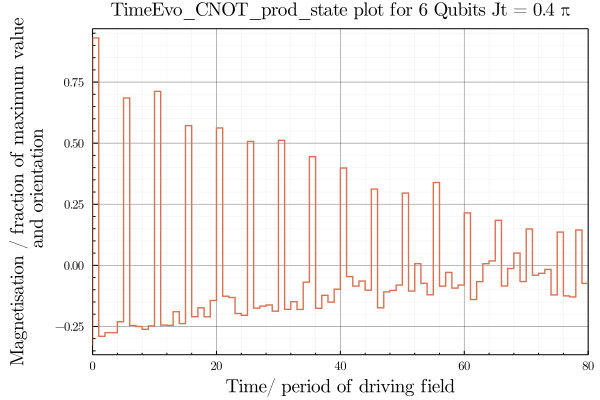 TimeEvo_CNOT_prod_state plot for 6 Qubits Jt = 0.4 π
Magnetisation / fraction of maximum value
and orientation
0.75
0.50
0.25
0.00
−0.25
0 20 40 60 80
Time/ period of driving field